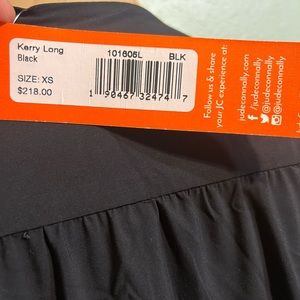 Kerry Long 101606L BLK
Black
SIZE: XS
$218.00
1 90467 32474 7
Follow us & share
your JC experience at:
judeconnally.com
@judeconnally
@judeconnally